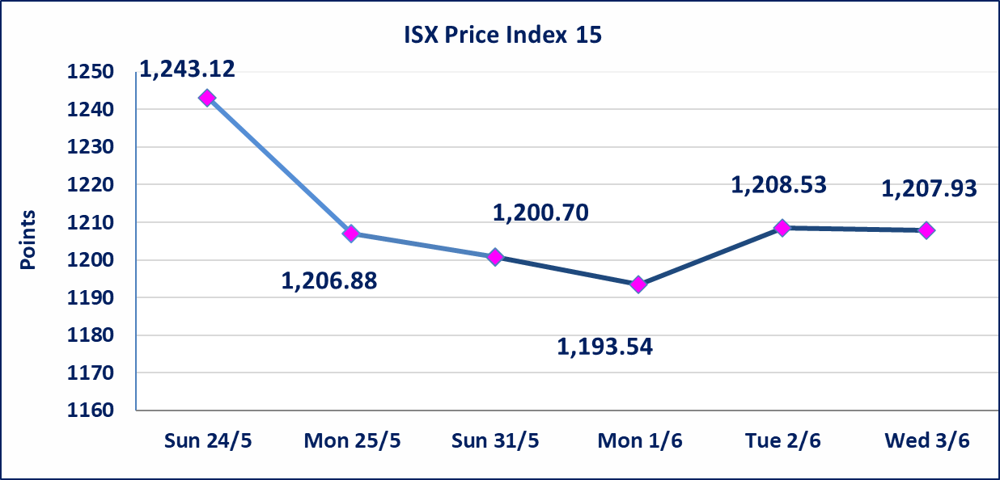 ISX Price Index 15
Points
1250
1240
1230
1220
1210
1200
1190
1180
1170
1160
1,243.12
1,206.88
1,200.70
1,193.54
1,208.53
1,207.93
Sun 24/5
Mon 25/5
Sun 31/5
Mon 1/6
Tue 2/6
Wed 3/6